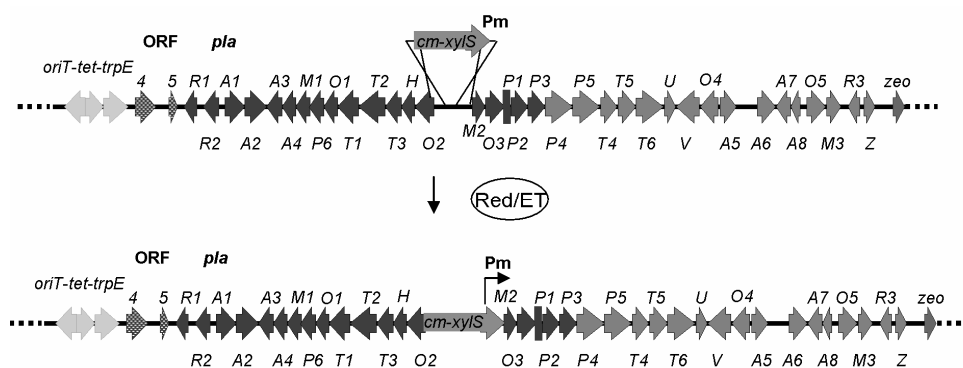 Pm
cm-xylS
ORF pla
oriT-tet-trpE 4 5 R1 A1 A3 M1 O1 T2 H P1 P3 P5 T5 U O4 A7 O5 R3 zeo
M2
R2 A2 A4 P6 T1 T3 O2 O3 P2 P4 T4 T6 V A5 A6 A8 M3 Z
Red/ET
ORF pla
Pm
oriT-tet-trpE 4 5 R1 A1 A3 M1 O1 T2 H M2 P1 P3 P5 T5 U O4 A7 O5 R3 zeo
cm-xylS
R2 A2 A4 P6 T1 T3 O2 O3 P2 P4 T4 T6 V A5 A6 A8 M3 Z